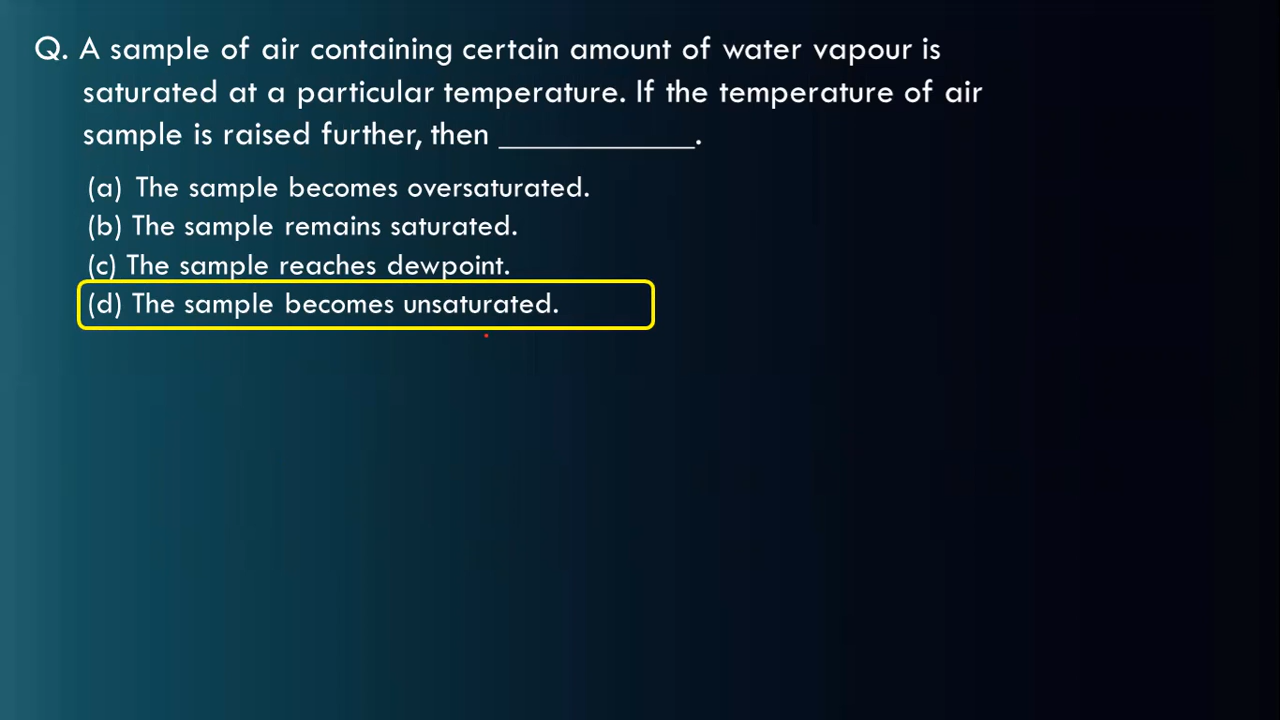 Q. A sample of air containing certain amount of water vapour is
saturated at a particular temperature. If the temperature of air
sample is raised further, then ____________.
(a) The sample becomes oversaturated.
(b) The sample remains saturated.
(c) The sample reaches dewpoint.
(d) The sample becomes unsaturated.